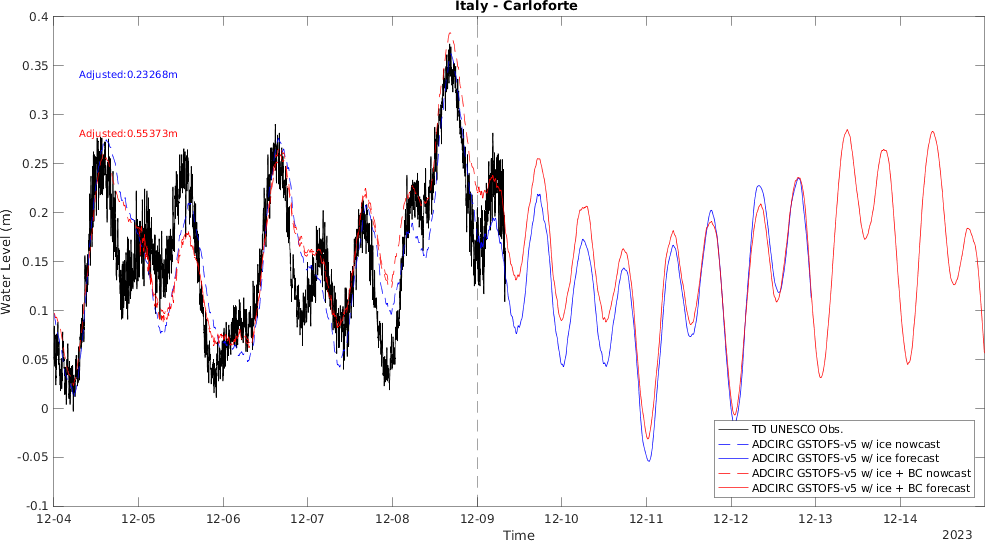 Italy - Carloforte
0.4
0.35
0.3
0.25
0.2
0.15
0.1
0.05
0
-0.05
-0.1
Water Level (m)
Adjusted:0.23268m
Adjusted:0.55373m
TD UNESCO Obs.
ADCIRC GSTOFS-v5 w/ ice nowcast
ADCIRC GSTOFS-v5 w/ ice forecast
ADCIRC GSTOFS-v5 w/ ice + BC nowcast
ADCIRC GSTOFS-v5 w/ ice + BC forecast
12-04 12-05 12-06 12-07 12-08 12-09 12-10 12-11 12-12 12-13 12-14
Time
2023